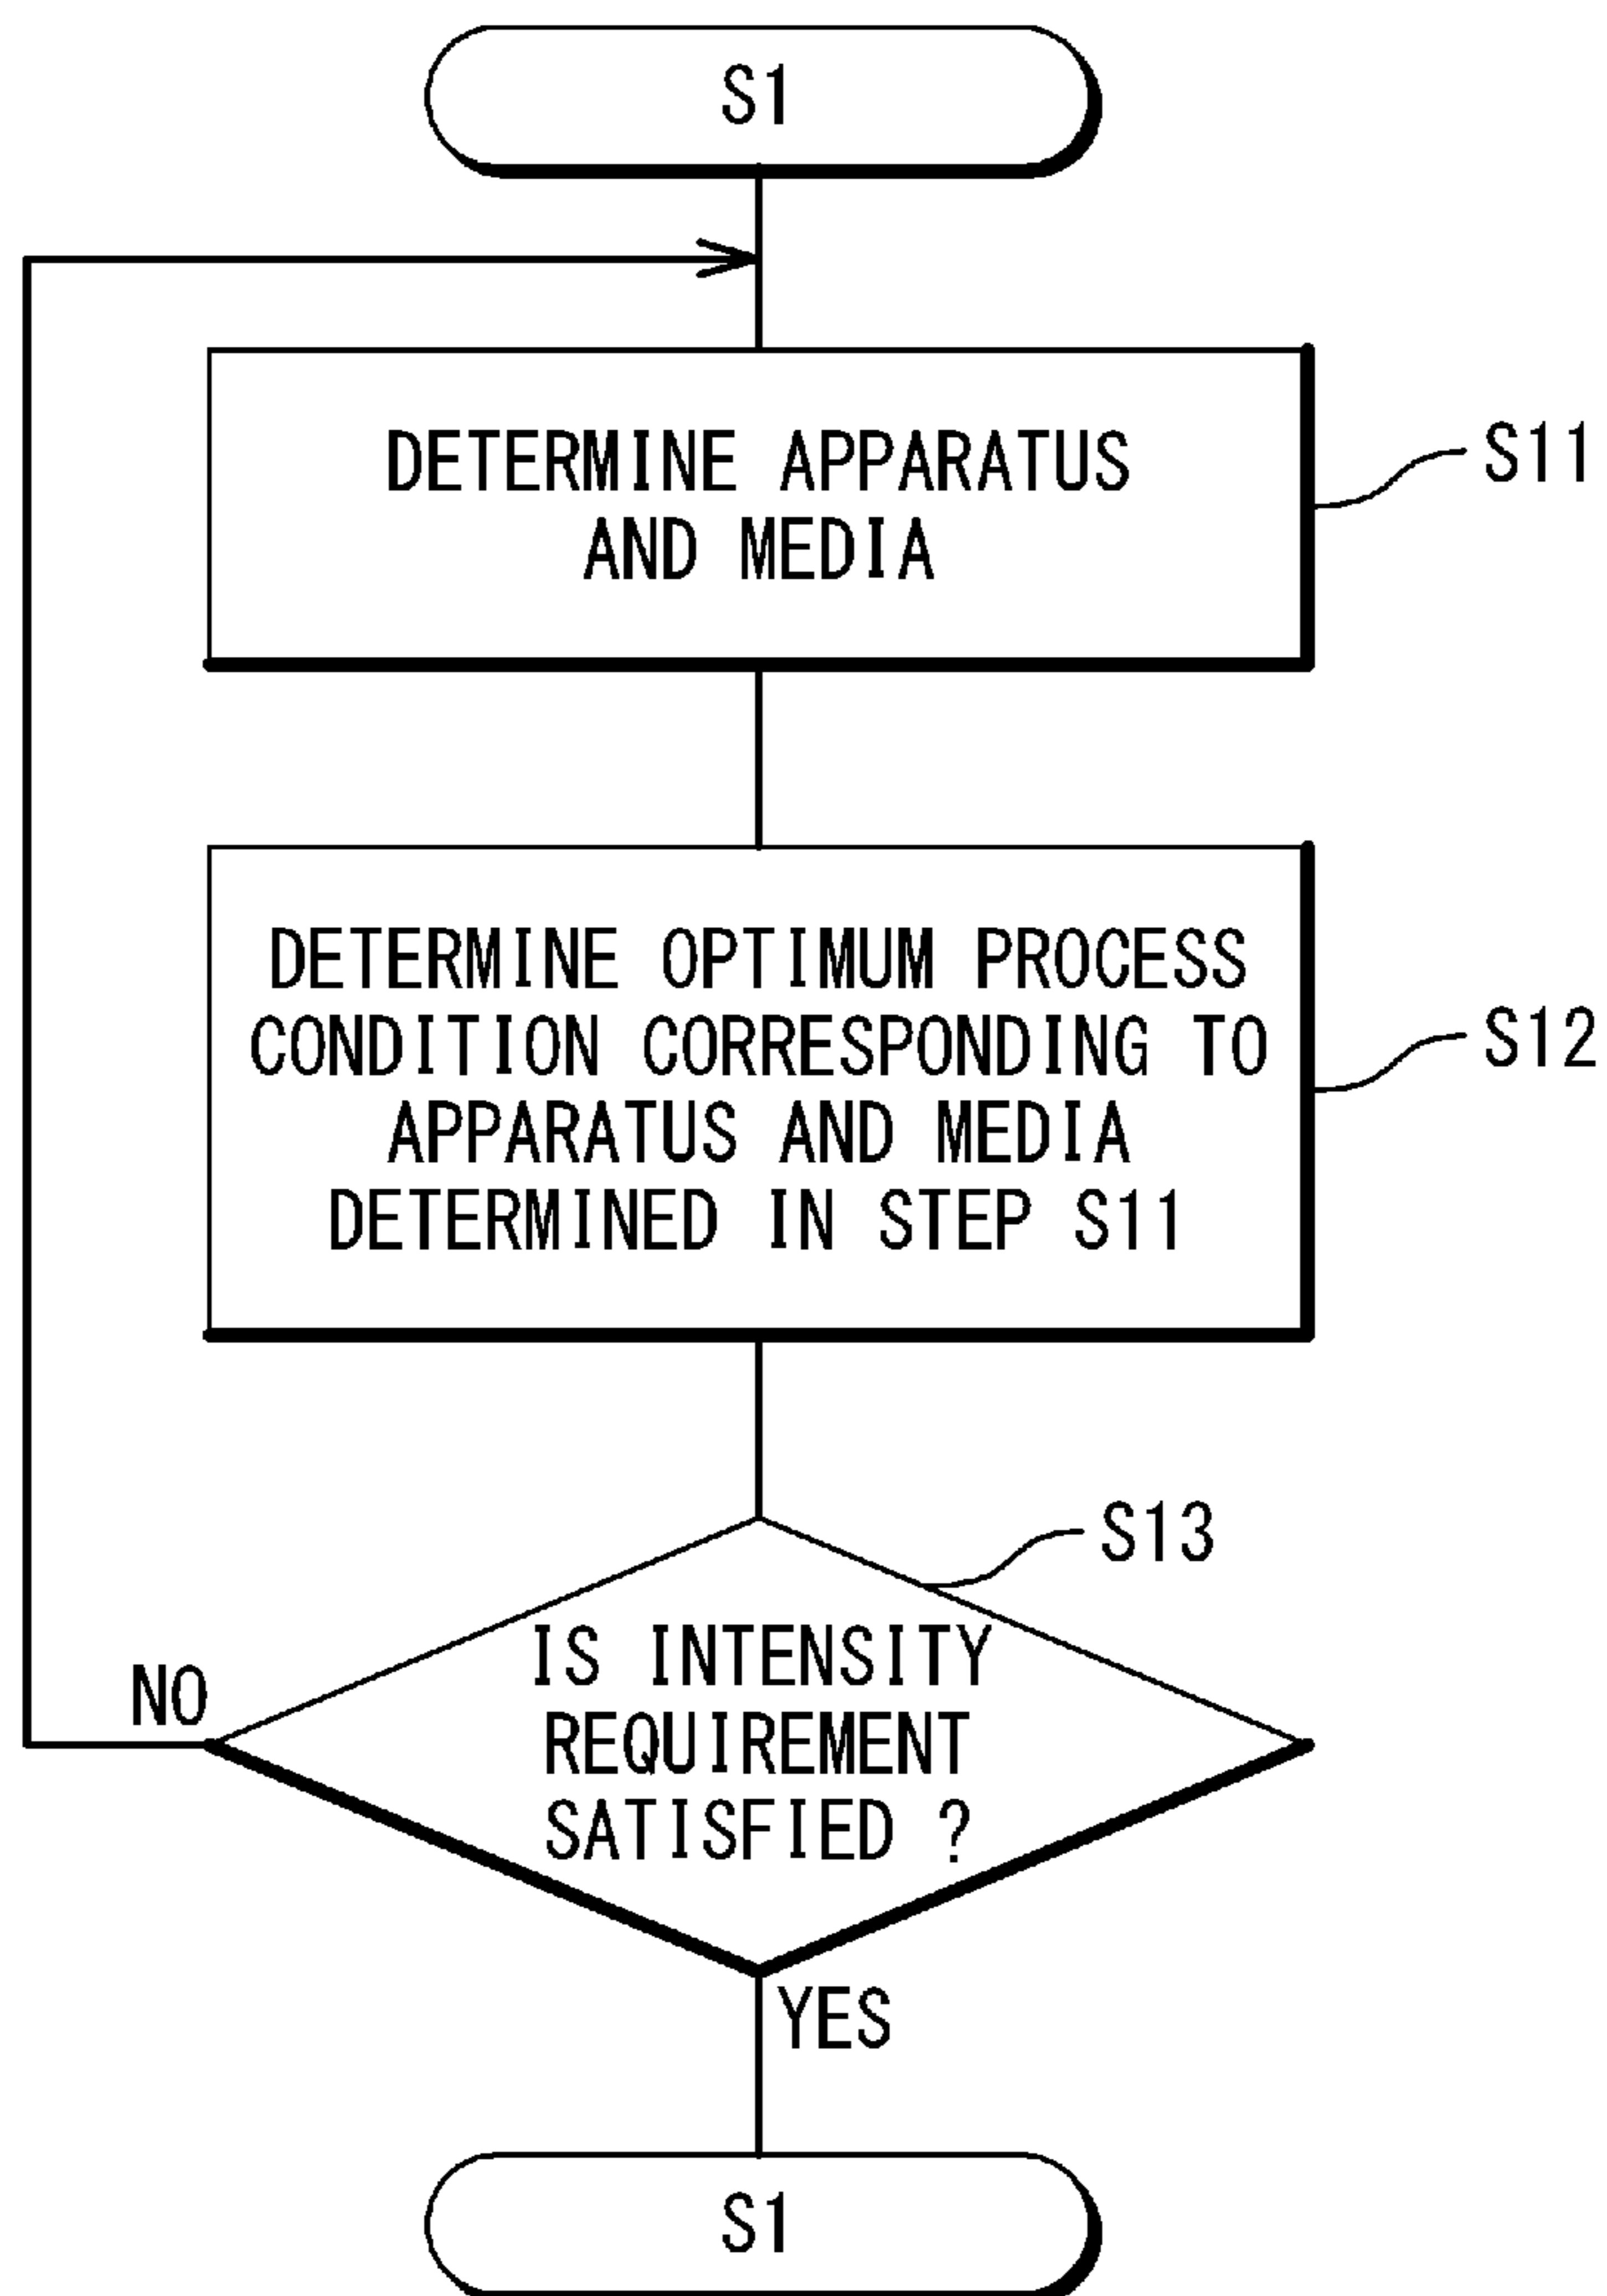 S1
DETERMINE APPARATUS
AND MEDIA
S11
DETERMINE OPTIMUM PROCESS
CONDITION CORRESPONDING TO
APPARATUS AND MEDIA
DETERMINED IN STEP S11
S12
S13
IS INTENSITY
REQUIREMENT
SATISFIED ?
NO
YES
S1